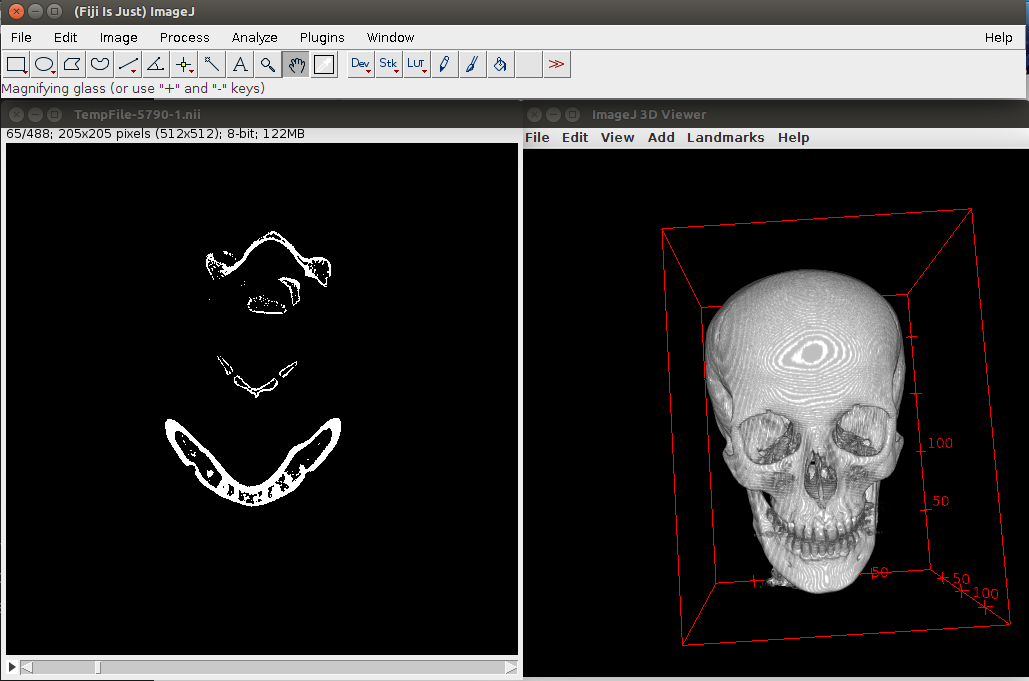 (Fiji Is Just) ImageJ
File Edit Image Process Analyze Plugins Window Help
A Dev Stk LUT >>
Magnifying glass (or use "+" and "-" keys)
TempFile-5790-1.nii
65/488; 205x205 pixels (512x512); 8-bit; 122MB
ImageJ 3D Viewer
File Edit View Add Landmarks Help
100
50
50
50
100